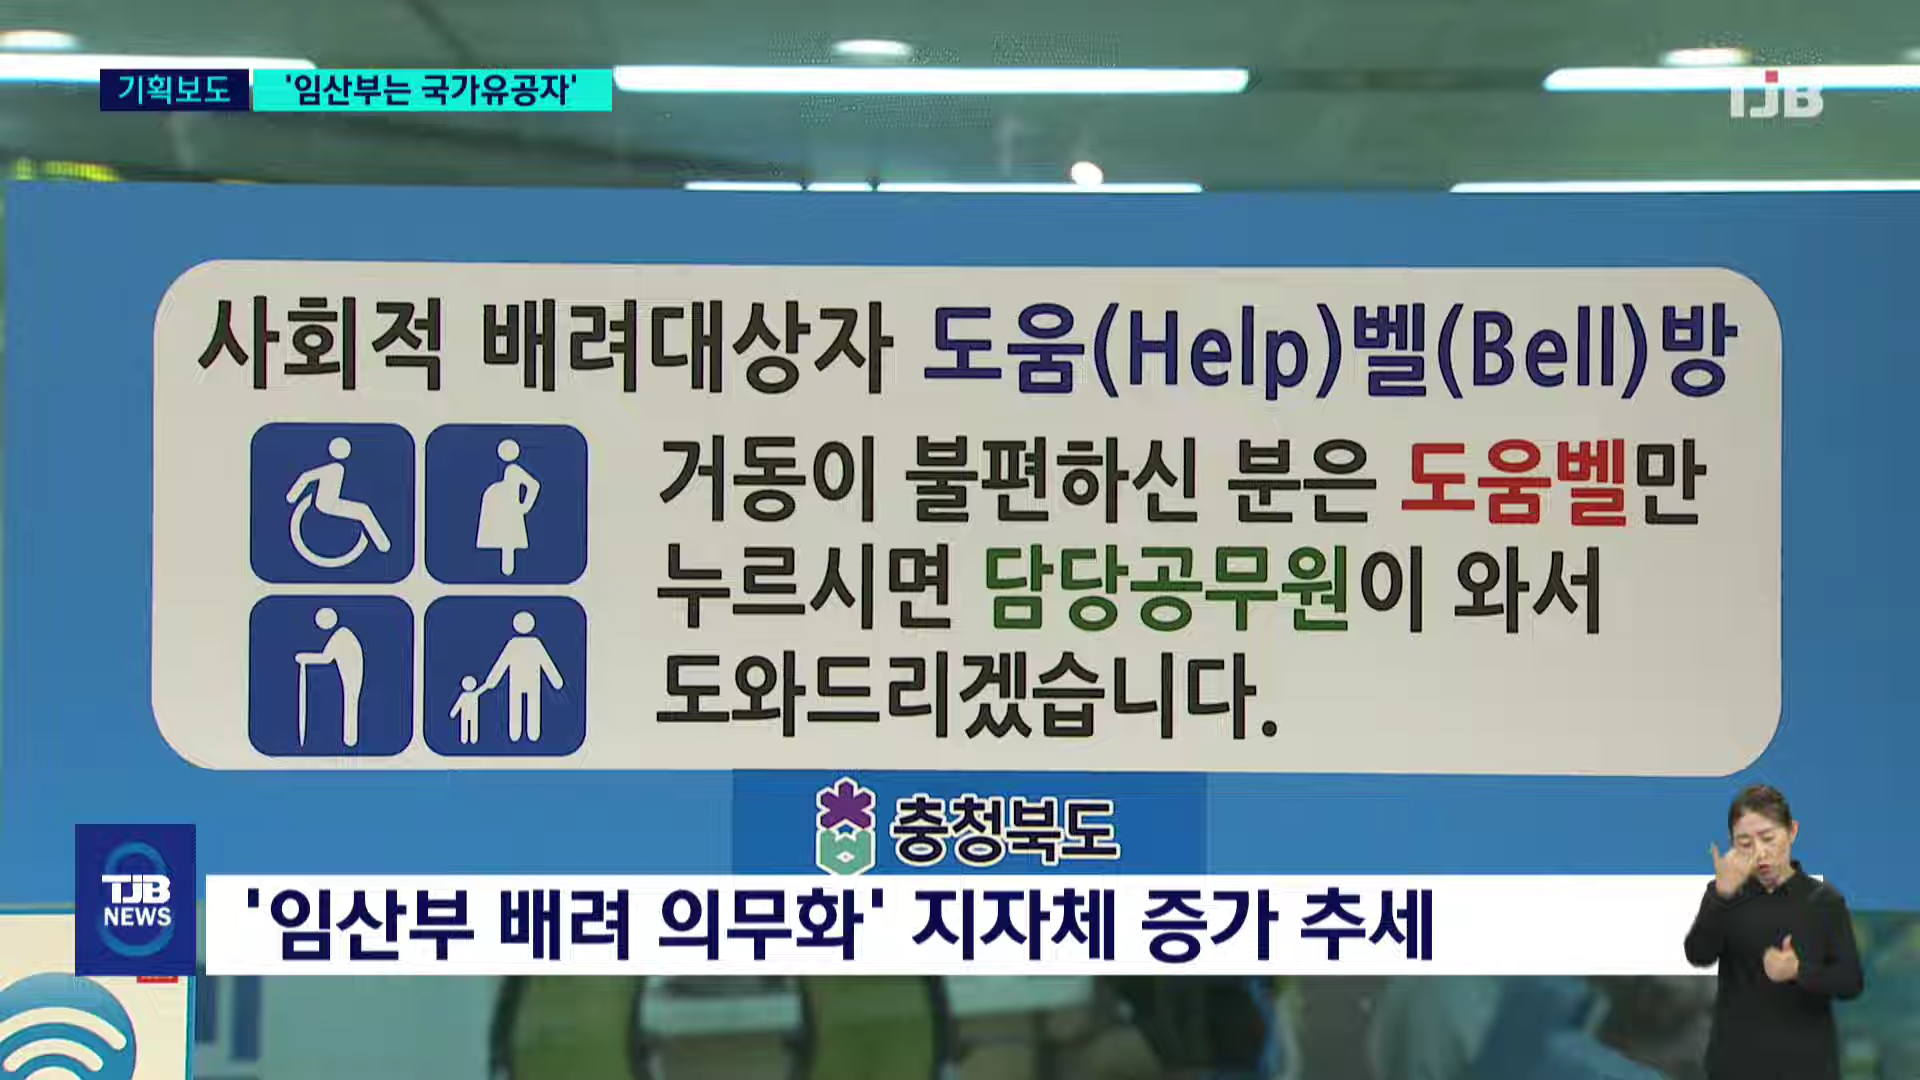 기획보도 '임산부는 국가유공자'
TJB
사회적 배려대상자 도움(Help)벨(Bell)방
거동이 불편하신 분은 도움벨만
누르시면 담당공무원이 와서
도와드리겠습니다.
충청북도
TJB
NEWS
'임산부 배려 의무화' 지자체 증가 추세